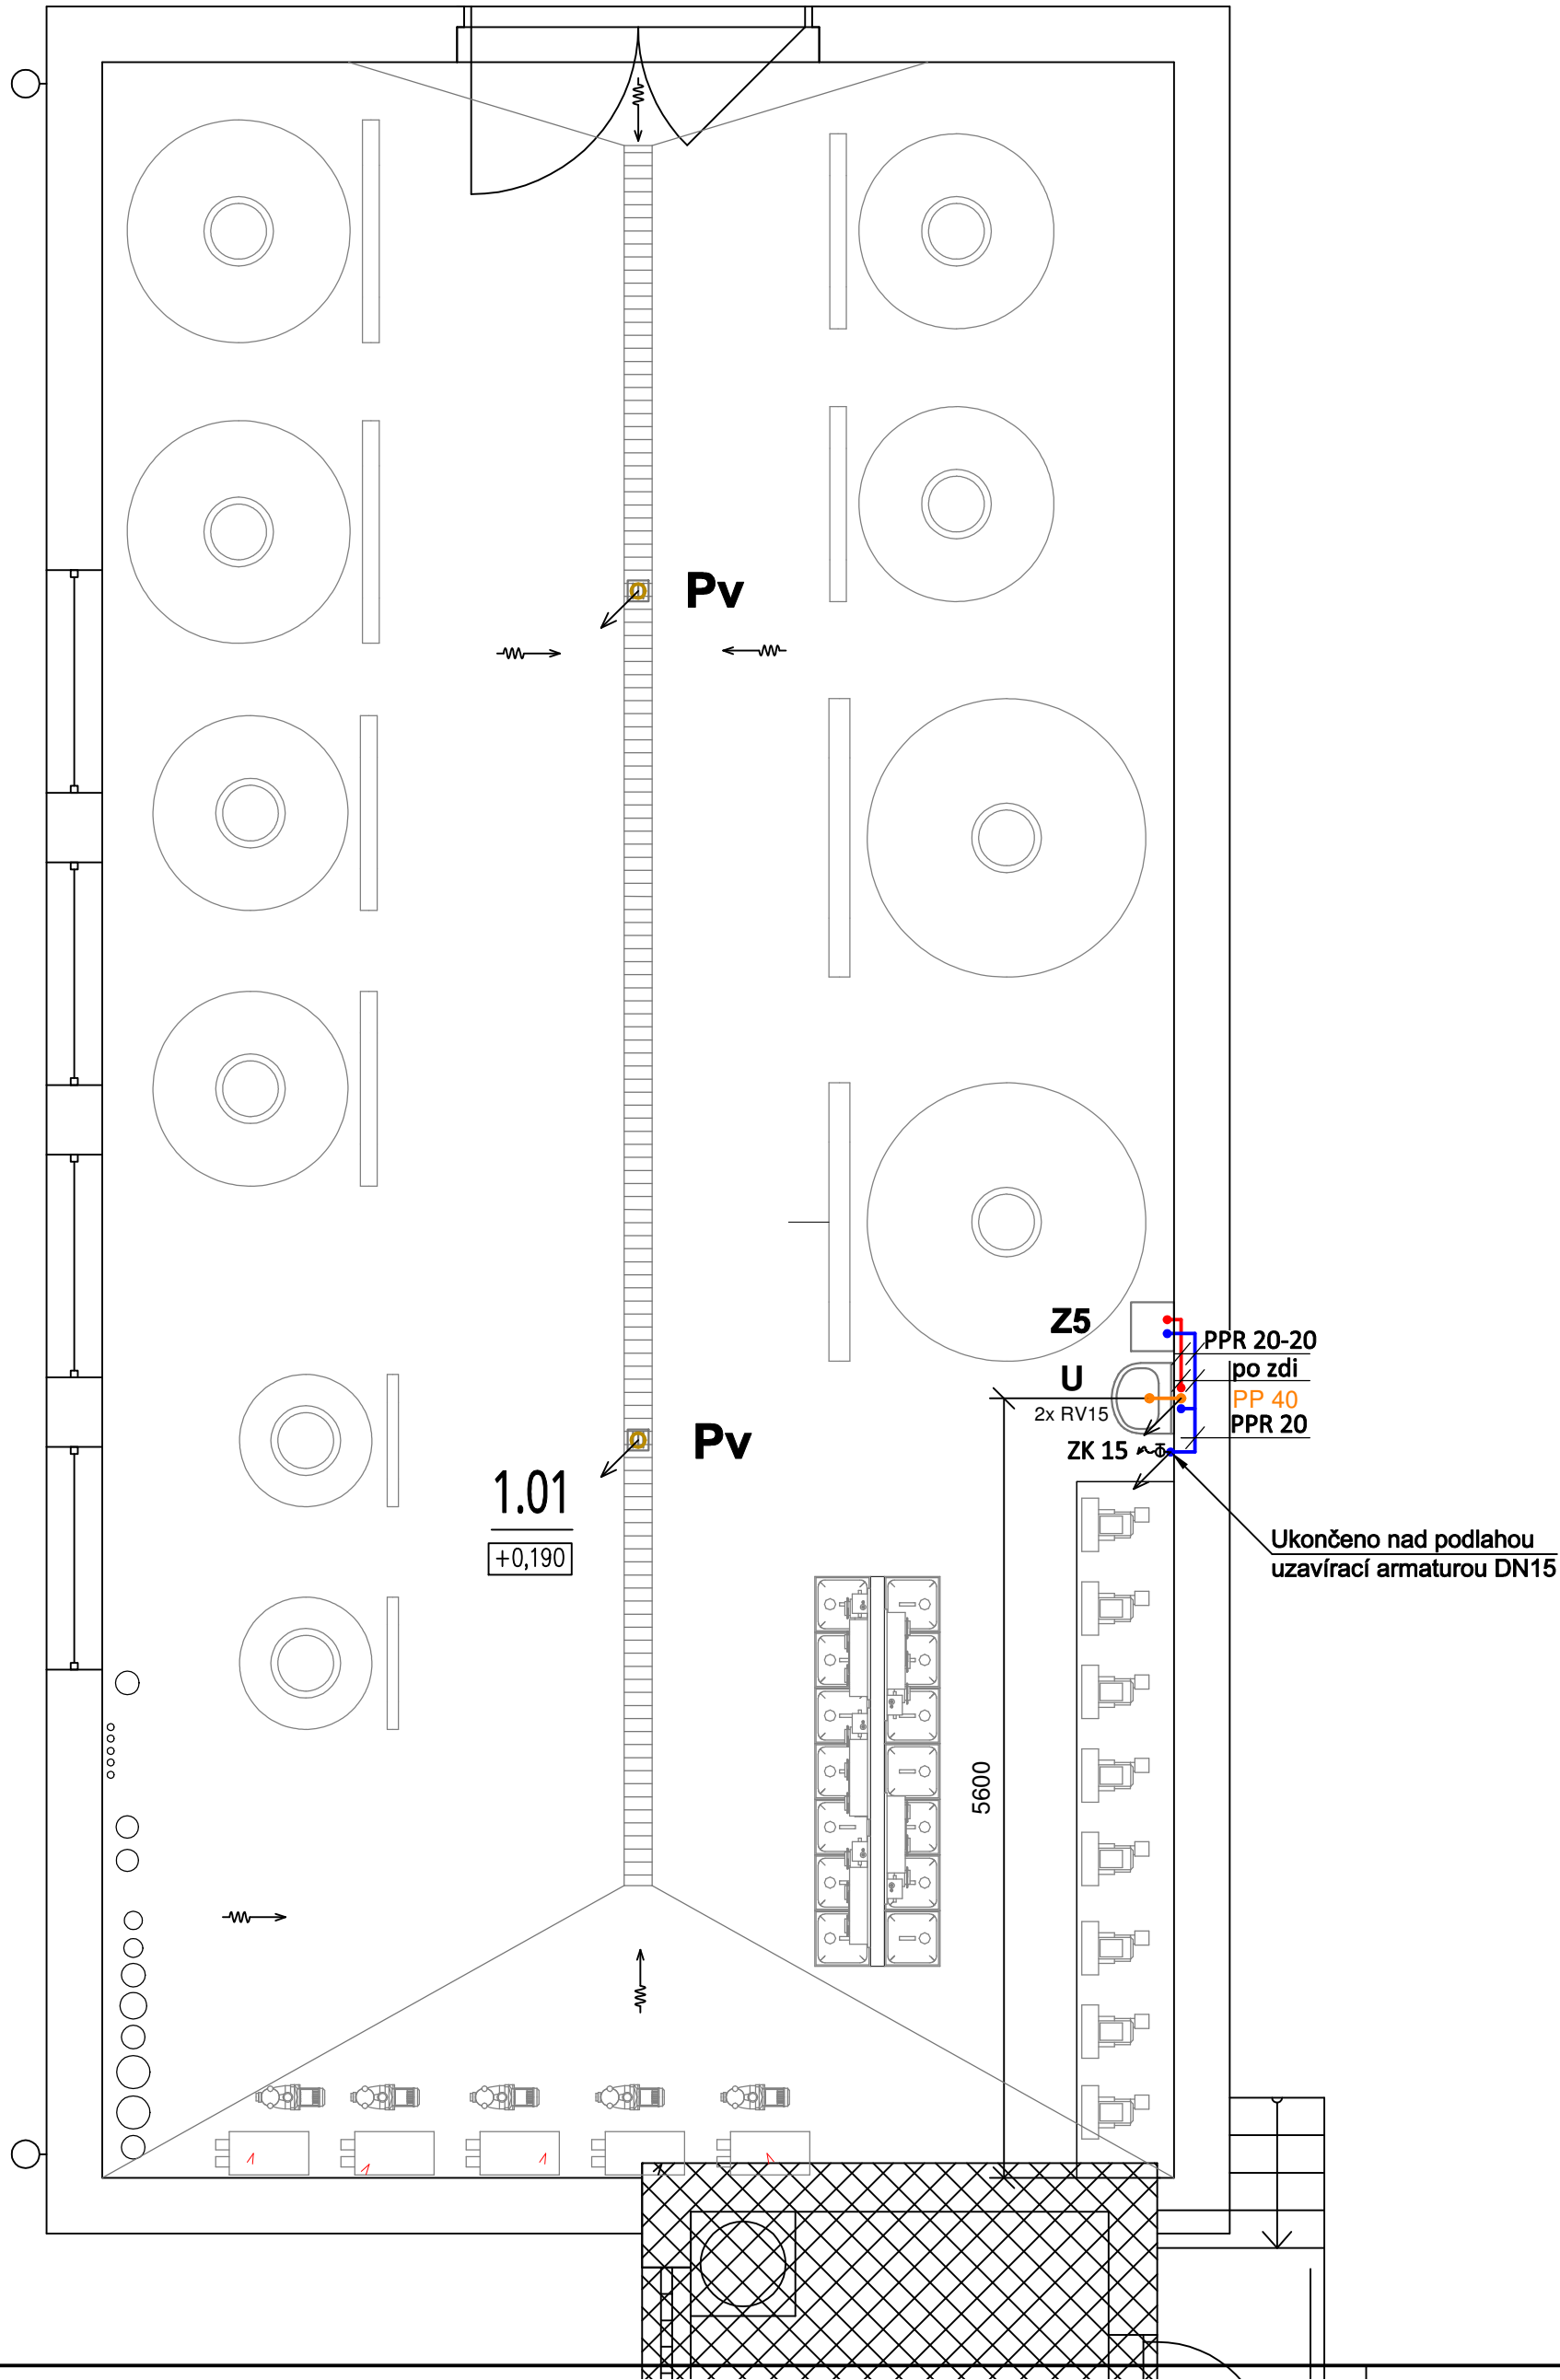 Pv
Z5
PPR 20-20
po zdi
U
PP 40
2x RV15
PPR 20
Pv
ZK 15
1.01
+0,190
Ukončeno nad podlahou
uzavírací armaturou DN15
5600